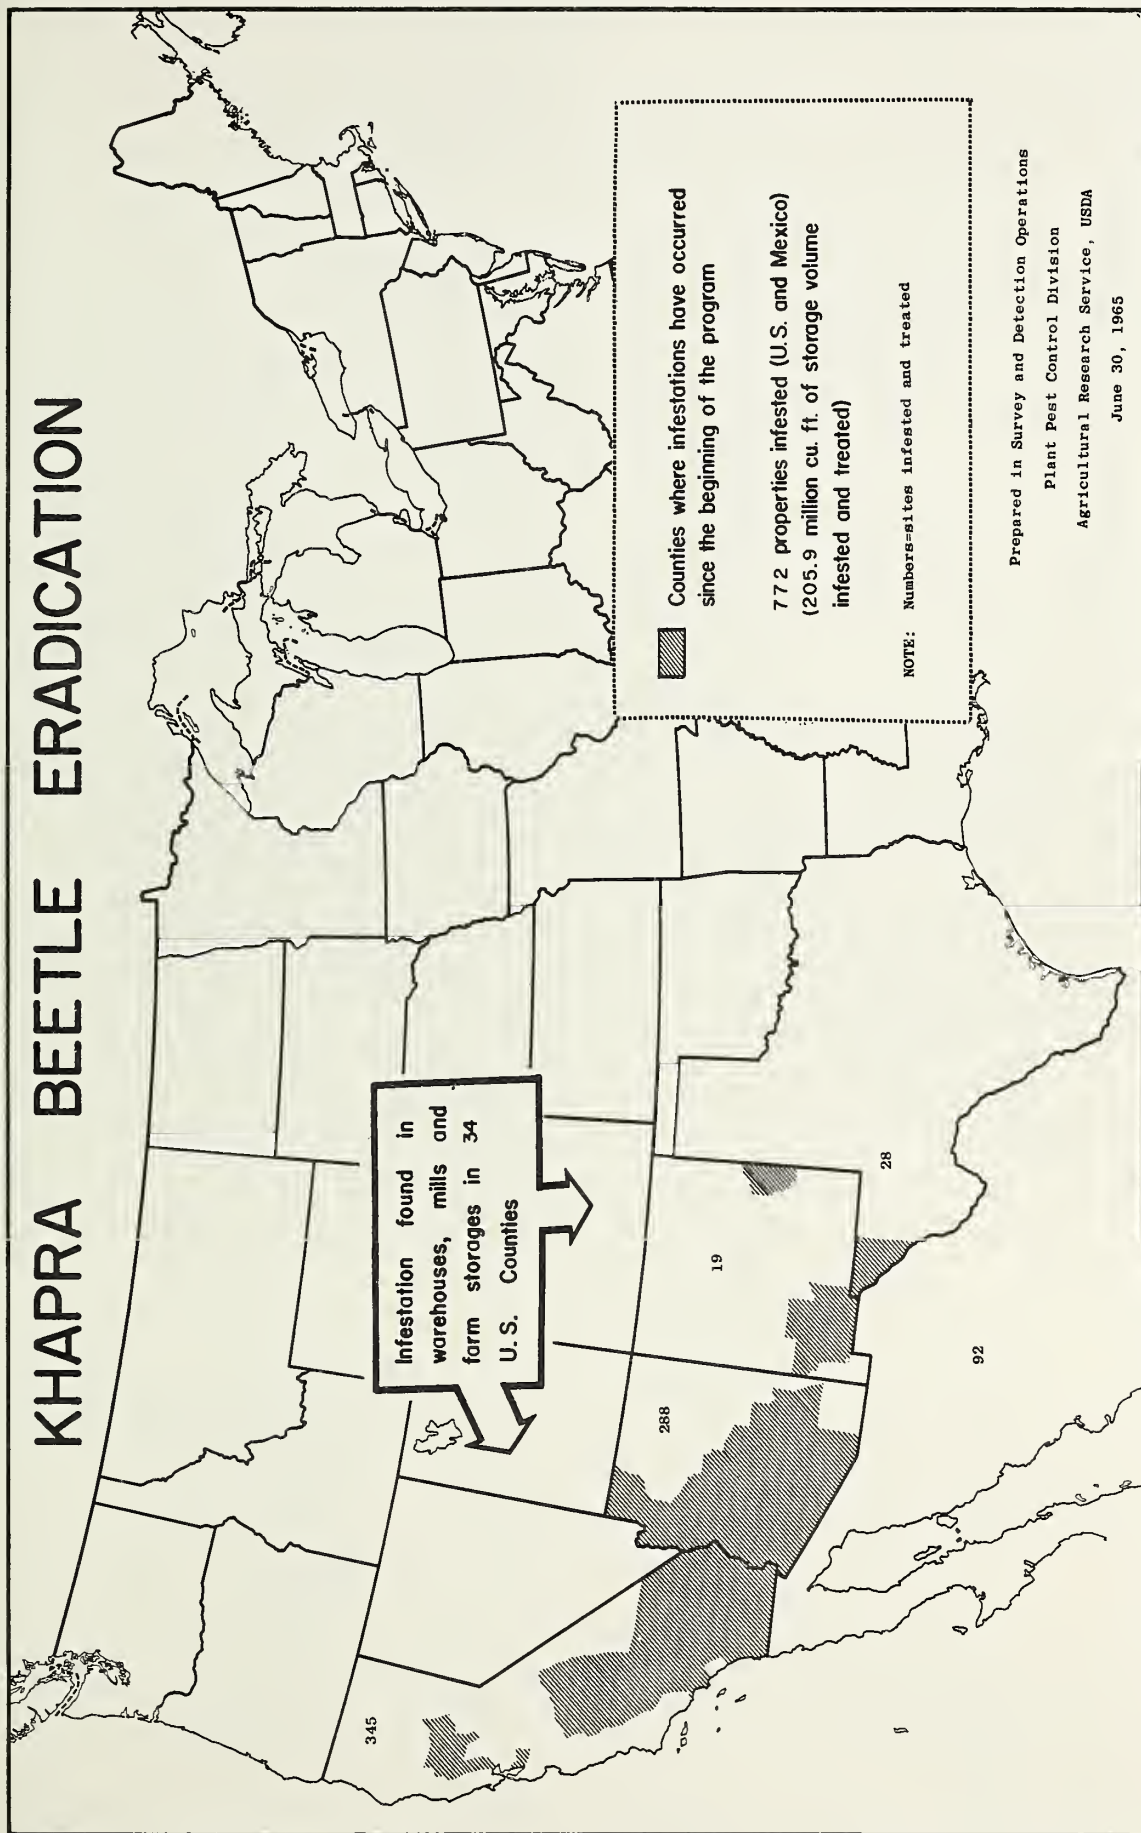 KHAPRA BEETLE ERADICATION
Infestation found in
warehouses, mills and
farm storages in 34
U.S. Counties
345
288
19
28
92
Counties where infestations have occurred
since the beginning of the program
772 properties infested (U.S. and Mexico)
(205.9 million cu. ft. of storage volume
infested and treated)
NOTE: Numbers=sites infested and treated
Prepared in Survey and Detection Operations
Plant Pest Control Division
Agricultural Research Service, USDA
June 30, 1965